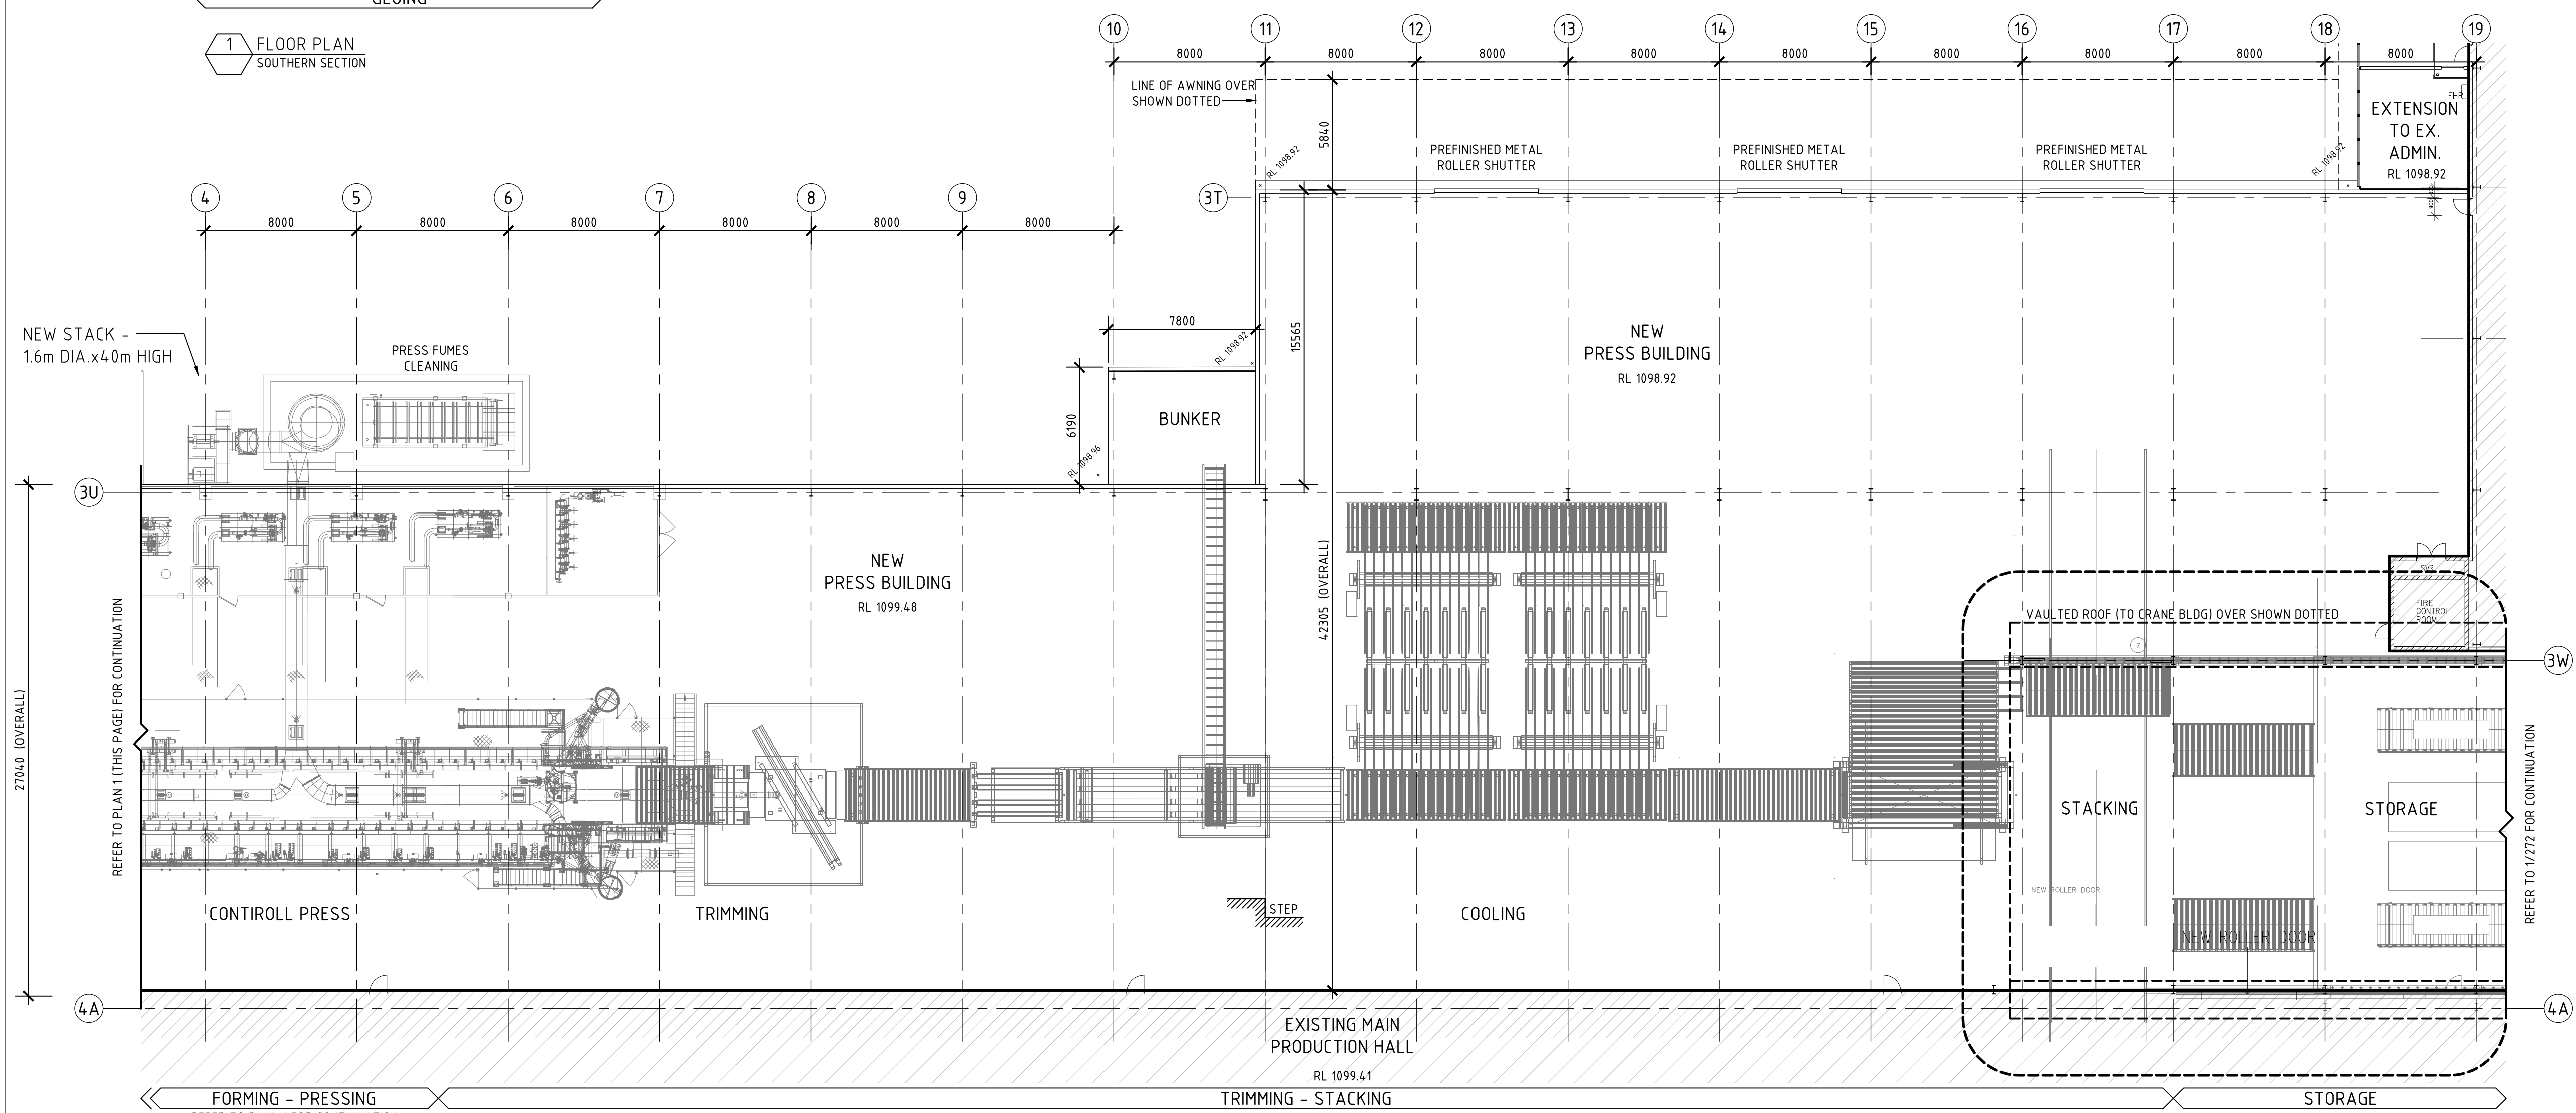 GLUING
1
FLOOR PLAN
SOUTHERN SECTION
10
11
12
13
14
15
16
17
18
19
8000
8000
8000
8000
8000
8000
8000
8000
8000
LINE OF AWNING OVER
SHOWN DOTTED
5840
RL 1098.92
PREFINISHED METAL
ROLLER SHUTTER
PREFINISHED METAL
ROLLER SHUTTER
PREFINISHED METAL
ROLLER SHUTTER
RL 1098.92
FHR
EXTENSION
TO EX.
ADMIN.
RL 1098.92
900
4
5
6
7
8
9
3T
8000
8000
8000
8000
8000
8000
NEW STACK -
1.6m DIA.x40m HIGH
PRESS FUMES
CLEANING
7800
RL 1098.92
15565
6190
BUNKER
RL 1098.96
NEW
PRESS BUILDING
RL 1098.92
3U
NEW
PRESS BUILDING
RL 1099.48
42305 (OVERALL)
27040 (OVERALL)
REFER TO PLAN 1 (THIS PAGE) FOR CONTINUATION
SVR
FIRE
CONTROL
ROOM
VAULTED ROOF (TO CRANE BLDG) OVER SHOWN DOTTED
Z
3W
STACKING
STORAGE
REFER TO 1/272 FOR CONTINUATION
NEW ROLLER DOOR
NEW ROLLER DOOR
CONTIROLL PRESS
TRIMMING
STEP
COOLING
4A
4A
EXISTING MAIN
PRODUCTION HALL
RL 1099.41
FORMING - PRESSING
TRIMMING - STACKING
STORAGE